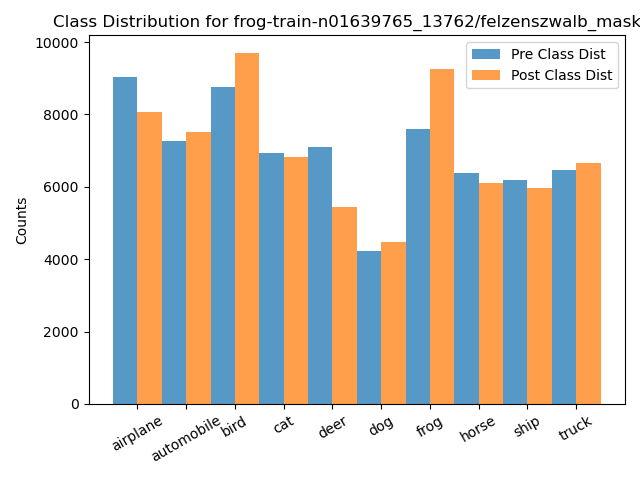 Class Distribution for frog-train-n01639765_13762/felzenszwalb_mask
Pre Class Dist
Post Class Dist
Counts
10000
8000
6000
4000
2000
0
airplane
automobile
bird
cat
deer
dog
frog
horse
ship
truck